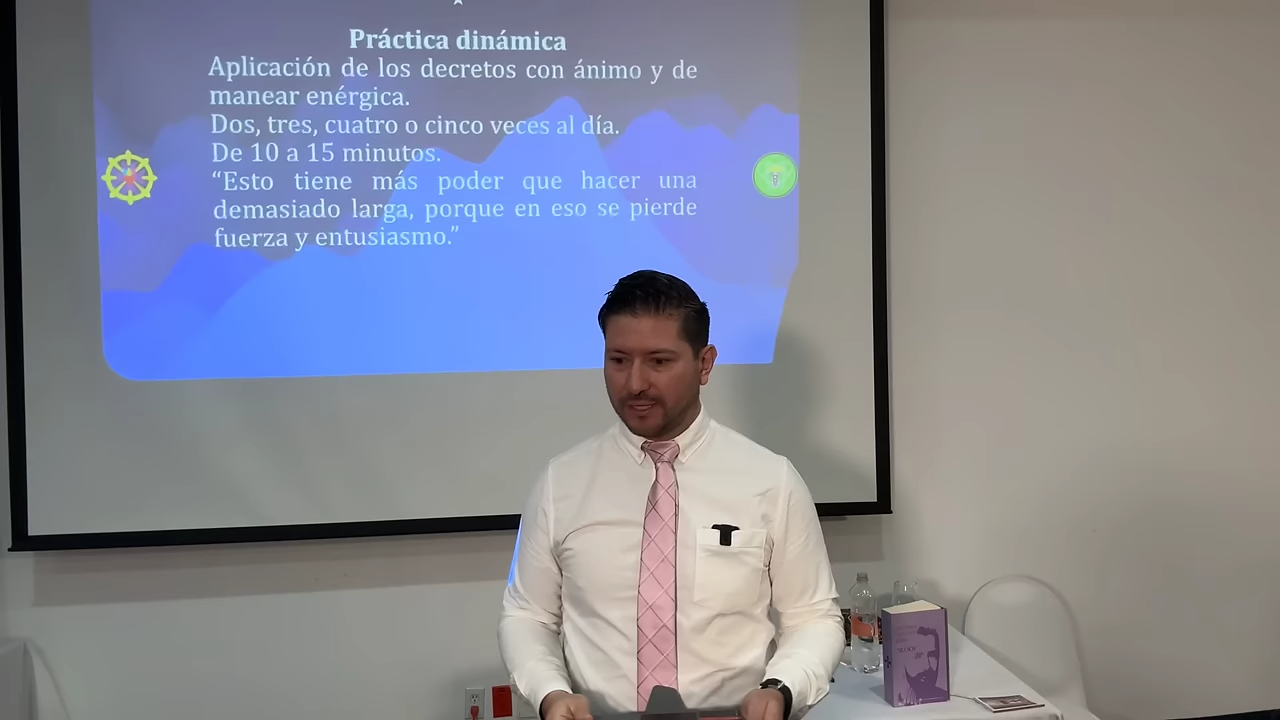 Práctica dinámica
Aplicación de los decretos con ánimo y de
manear enérgica.
Dos, tres, cuatro o cinco veces al día.
De 10 a 15 minutos.
“Esto tiene más poder que hacer una
demasiado larga, porque en eso se pierde
fuerza y entusiasmo.”